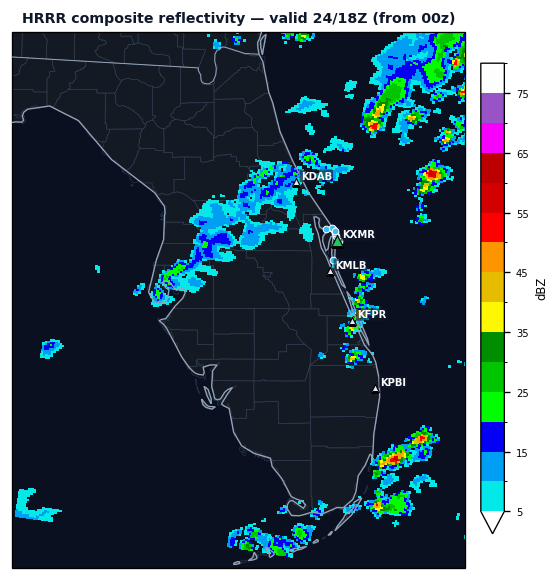 HRRR composite reflectivity — valid 24/18Z (from 00z)
KDAB
KXMR
KMLB
KFPR
KPBI
75
65
55
45
35
25
15
5
dBZ